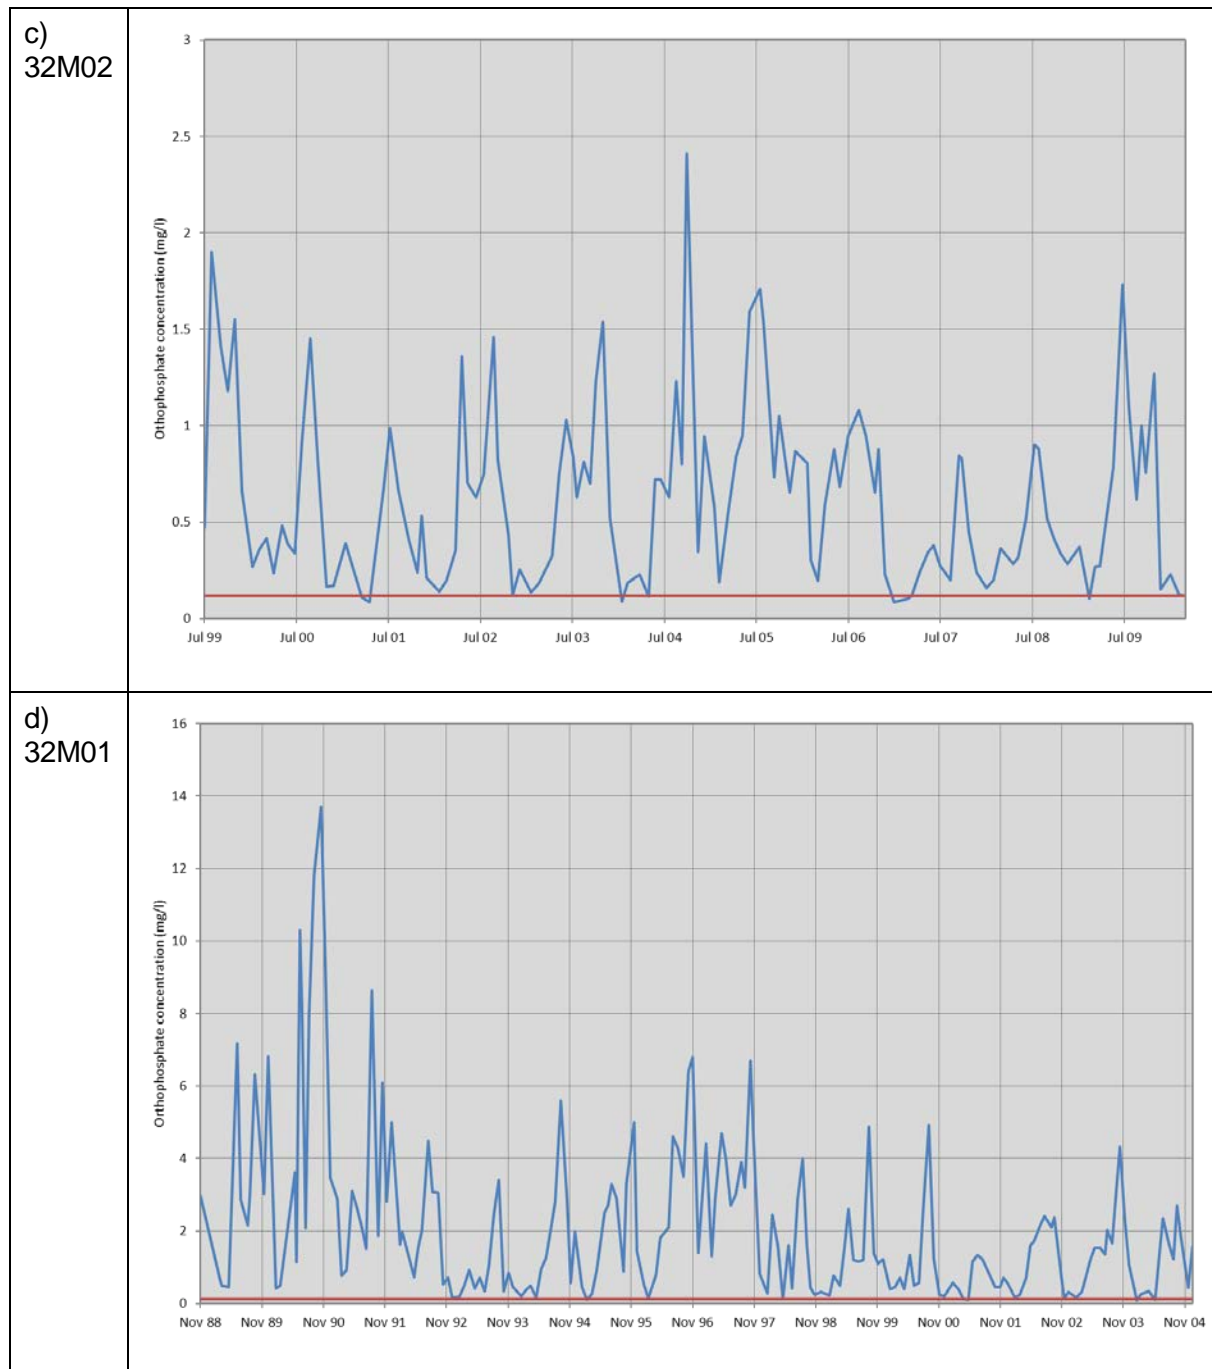 c)
32M02
3
2.5
2
1.5
1
0.5
0
Othophosphate concentration (mg/l)
Jul 99 Jul 00 Jul 01 Jul 02 Jul 03 Jul 04 Jul 05 Jul 06 Jul 07 Jul 08 Jul 09
d)
32M01
16
14
12
10
8
6
4
2
0
Orthophosphate concentration (mg/l)
Nov 88 Nov 89 Nov 90 Nov 91 Nov 92 Nov 93 Nov 94 Nov 95 Nov 96 Nov 97 Nov 98 Nov 99 Nov 00 Nov 01 Nov 02 Nov 03 Nov 04